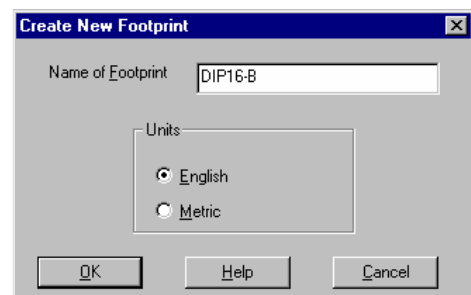 Create New Footprint
Name of Footprint DIP16-B
Units
English
Metric
OK Help Cancel